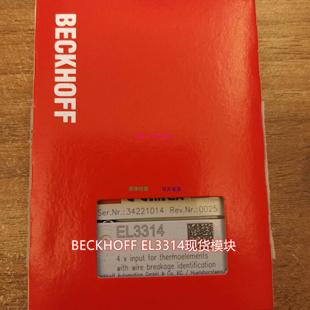 BECKHOFF
Ser.Nr.:34221014 Rev.Nr.:0025
EL3314
BECKHOFF EL3314现货模块
4 x input for thermoelements
with wire breakage identification